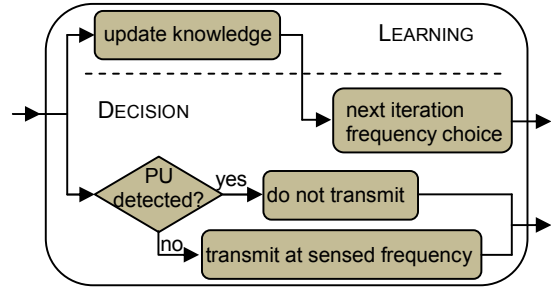 update knowledge
LEARNING
DECISION
next iteration
frequency choice
PU
detected?
yes
do not transmit
no
transmit at sensed frequency